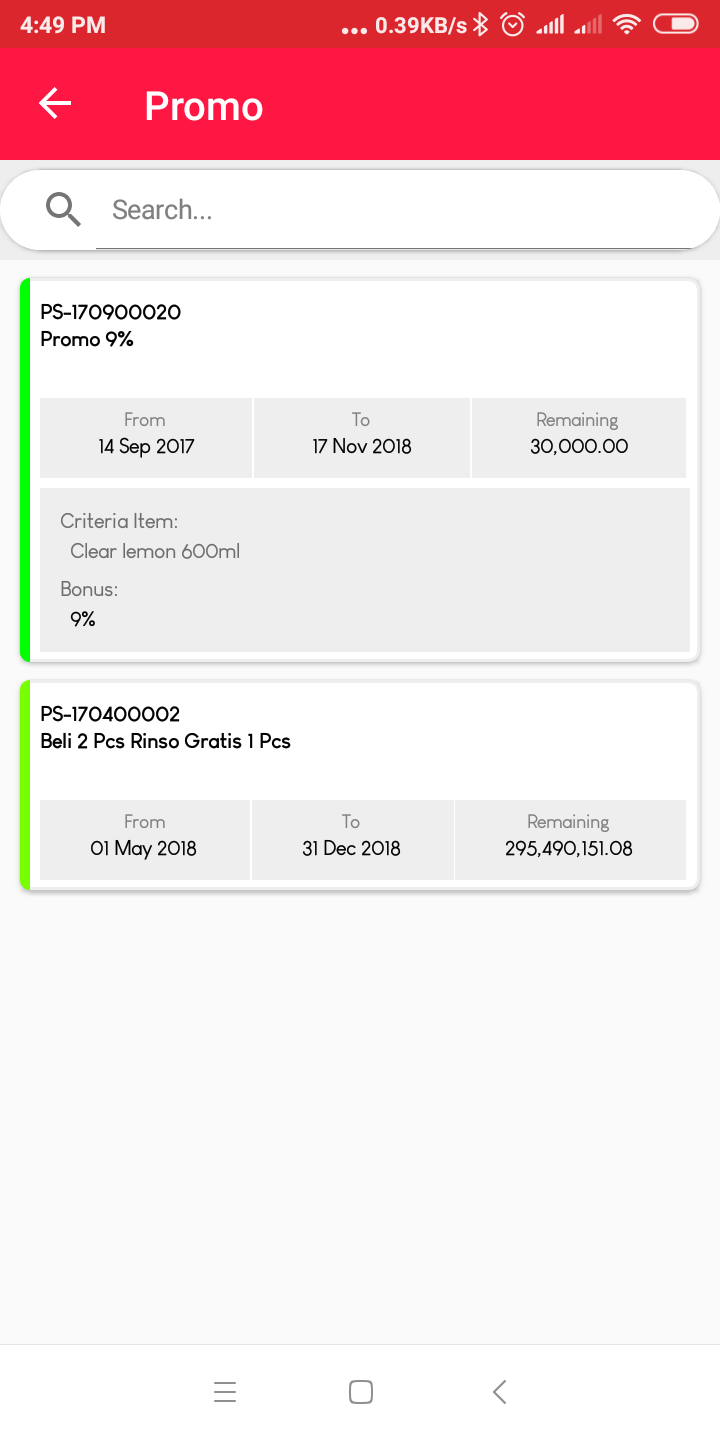 4:49 PM ... 0.39KB/s
Promo
Search...
PS-170900020
Promo 9%
From To Remaining
14 Sep 2017 17 Nov 2018 30,000.00
Criteria Item:
Clear lemon 600ml
Bonus:
9%
PS-170400002
Beli 2 Pcs Rinso Gratis 1 Pcs
From To Remaining
01 May 2018 31 Dec 2018 295,490,151.08